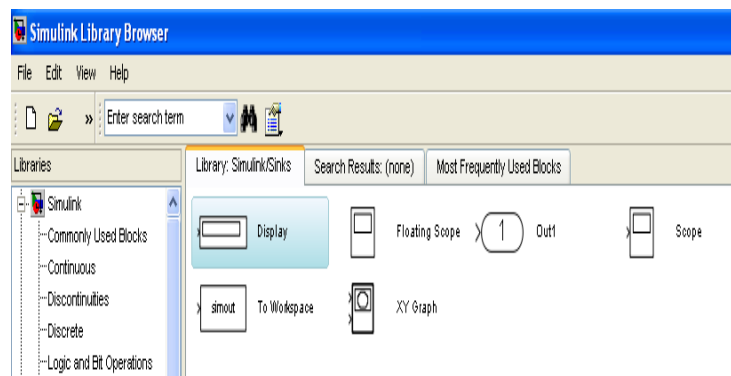 Simulink Library Browser
File Edit View Help
» Enter search term
Libraries
Library: Simulink/Sinks Search Results: (none) Most Frequently Used Blocks
Simulink
Commonly Used Blocks
Continuous
Discontinuities
Discrete
Logic and Bit Operations
Display Floating Scope 1 Out1 Scope
simout To Workspace XY Graph